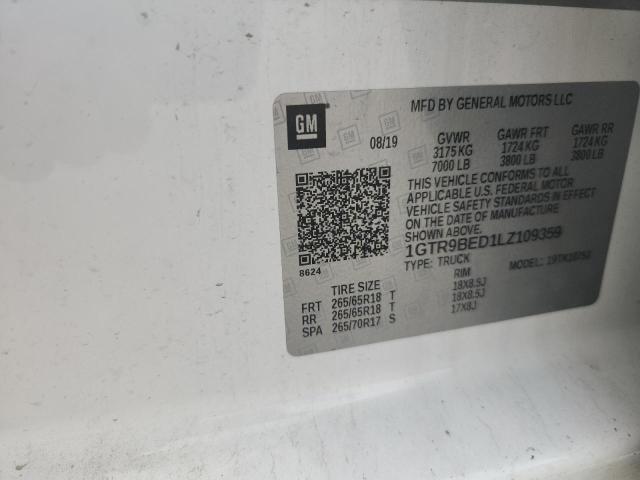 MFD BY GENERAL MOTORS LLC
GM
08/19
GVWR GAWR FRT GAWR RR
3175 KG 1724 KG 1724 KG
7000 LB 3800 LB 3800 LB
THIS VEHICLE CONFORMS TO ALL
APPLICABLE U.S. FEDERAL MOTOR
VEHICLE SAFETY STANDARDS IN EFFECT
ON THE DATE OF MANUFACTURE
SHOWN ABOVE.
1GTR9BED1LZ109359
8624
TYPE: TRUCK MODEL:
TIRE SIZE RIM
FRT 265/65R18 T 18X8.5J
RR 265/65R18 T 18X8.5J
SPA 265/70R17 S 17X8J